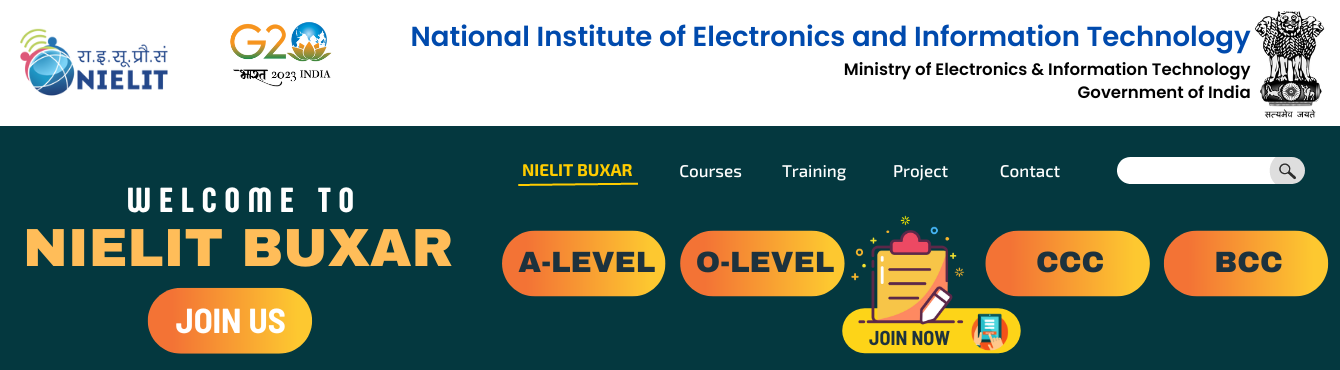 रा.इ.सू.प्रौ.सं
NIELIT
G20
भारत 2023 INDIA
National Institute of Electronics and Information Technology
Ministry of Electronics & Information Technology
Government of India
सत्यमेव जयते
NIELIT BUXAR
Courses
Training
Project
Contact
WELCOME TO
NIELIT BUXAR
JOIN US
A-LEVEL
O-LEVEL
CCC
BCC
JOIN NOW